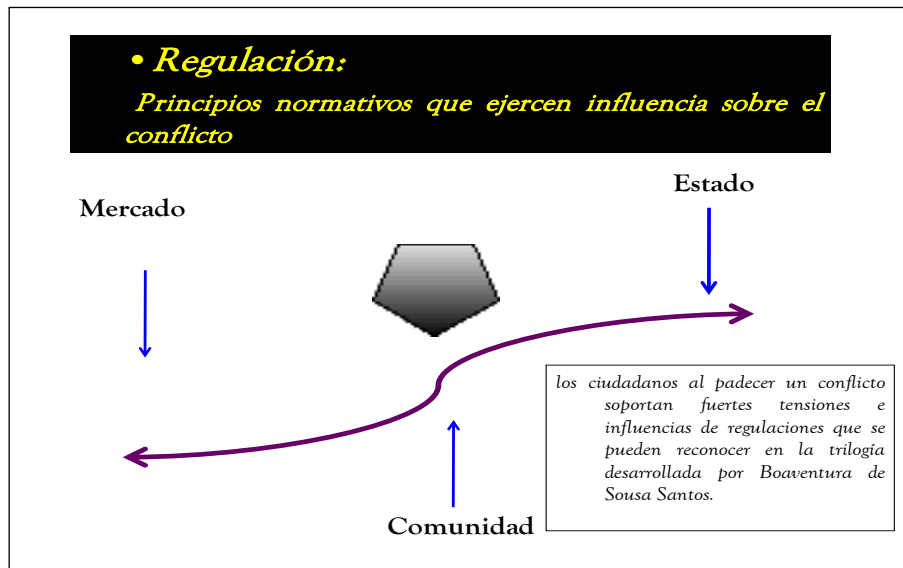 • Regulación:
Principios normativos que ejercen influencia sobre el
conflicto
Estado
Mercado
los ciudadanos al padecer un conflicto
soportan fuertes tensiones e
influencias de regulaciones que se
pueden reconocer en la trilogía
desarrollada por Boaventura de
Sousa Santos.
Comunidad